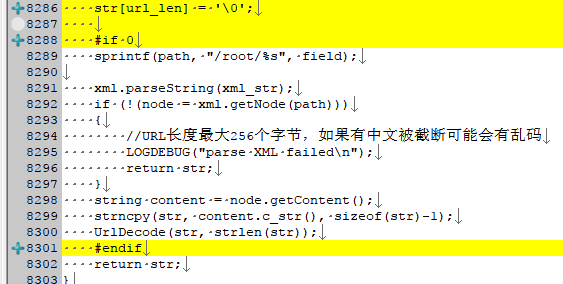 8286 ····str[url_len]·=·'\0';↓
8287 ····↓
8288 ····#if·0↓
8289 ····sprintf(path,·"/root/%s",·field);↓
8290 ↓
8291 ····xml.parseString(xml_str);↓
8292 ····if·(!(node·=·xml.getNode(path)))↓
8293 ····{↓
8294 ········//URL长度最大256个字节，如果有中文被截断可能会有乱码↓
8295 ········LOGDEBUG("parse·XML·failed\n");↓
8296 ········return·str;↓
8297 ····}↓
8298 ····string·content·=·node.getContent();↓
8299 ····strncpy(str,·content.c_str(),·sizeof(str)-1);↓
8300 ····UrlDecode(str,·strlen(str));↓
8301 ····#endif↓
8302 ····return·str;↓
8303 }↓